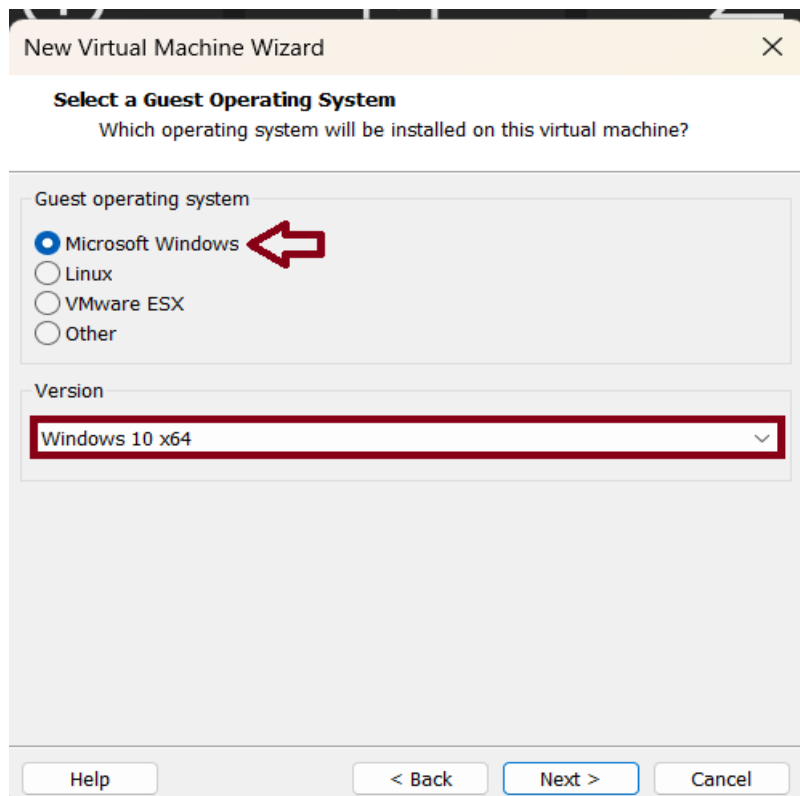 New Virtual Machine Wizard
Select a Guest Operating System
Which operating system will be installed on this virtual machine?
Guest operating system
Microsoft Windows
Linux
VMware ESX
Other
Version
Windows 10 x64
Help
< Back
Next >
Cancel